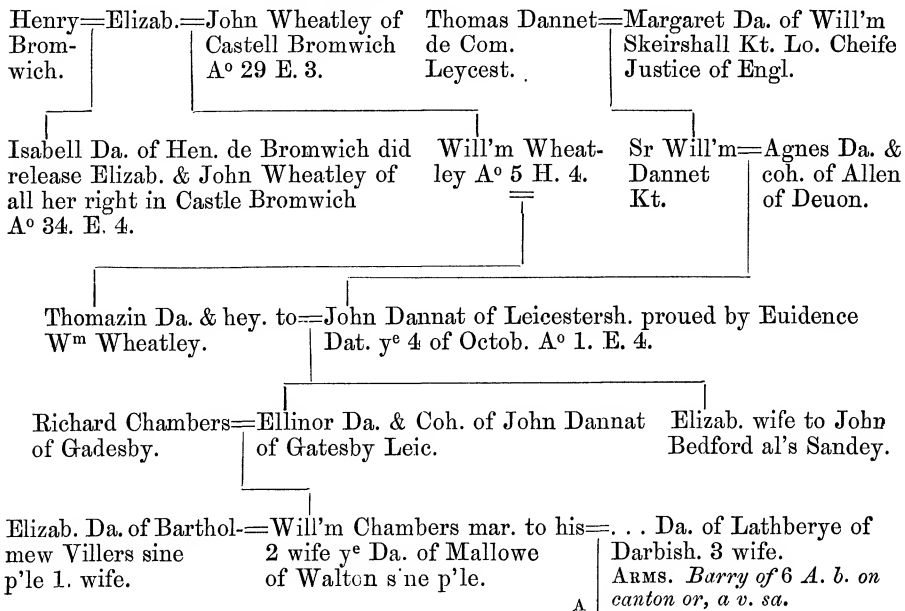 Henry=Elizab.=John Wheatley of
Brom- Castell Bromwich
wich. Aº 29 E. 3.
Thomas Dannet=Margaret Da. of Will'm
de Com. Skeirshall Kt. Lo. Cheife
Leycest. Justice of Engl.
Isabell Da. of Hen. de Bromwich did
release Elizab. & John Wheatley of
all her right in Castle Bromwich
Aº 34. E. 4.
Will'm Wheat-
ley Aº 5 H. 4.
Sr Will'm=Agnes Da. &
Dannet coh. of Allen
Kt. of Deuon.
Thomazin Da. & hey. to=John Dannat of Leicestersh. proued by Euidence
Wᵐ Wheatley. Dat. yᵉ 4 of Octob. Aº 1. E. 4.
Richard Chambers=Ellinor Da. & Coh. of John Dannat
of Gadesby. of Gatesby Leic.
Elizab. wife to John
Bedford al's Sandey.
Elizab. Da. of Barthol-=Will'm Chambers mar. to his=. . . Da. of Lathberye of
mew Villers sine 2 wife yᵉ Da. of Mallowe Darbish. 3 wife.
p'le 1. wife. of Walton s'ne p'le. ARMS. Barry of 6 A. b. on
A canton or, a v. sa.